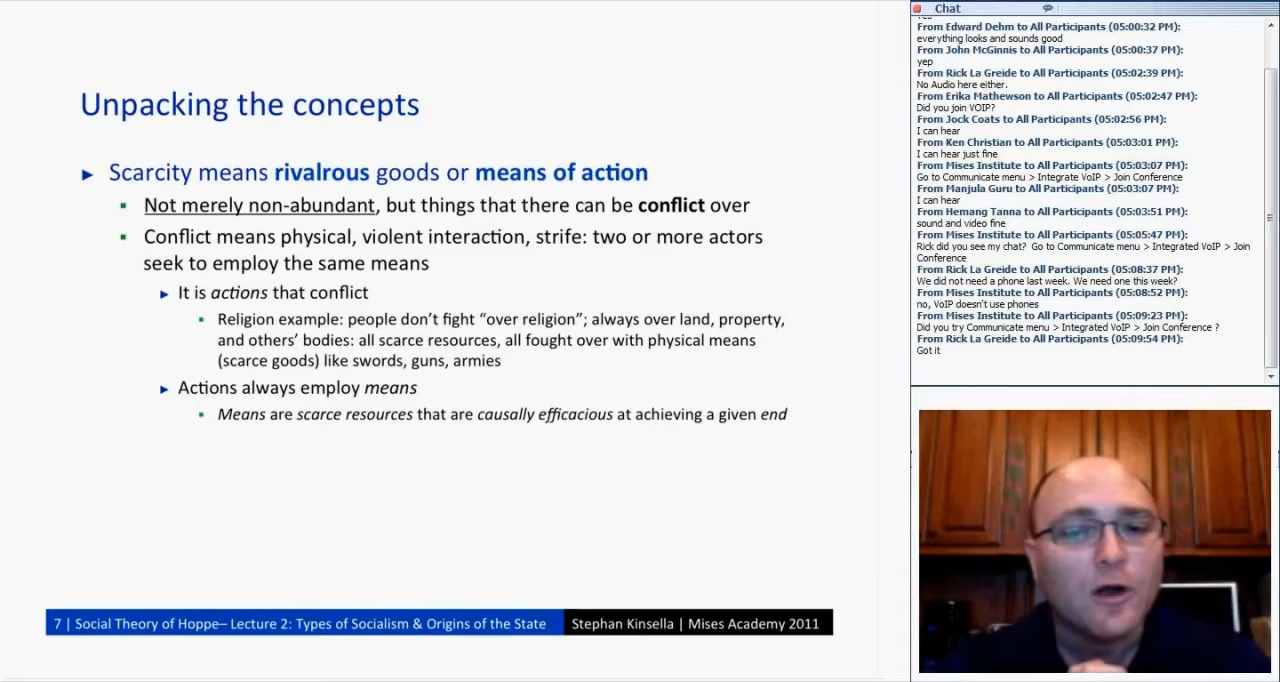 Unpacking the concepts
► Scarcity means rivalrous goods or means of action
▪ Not merely non-abundant, but things that there can be conflict over
▪ Conflict means physical, violent interaction, strife: two or more actors
seek to employ the same means
► It is actions that conflict
▪ Religion example: people don’t fight “over religion”; always over land, property,
and others’ bodies: all scarce resources, all fought over with physical means
(scarce goods) like swords, guns, armies
► Actions always employ means
▪ Means are scarce resources that are causally efficacious at achieving a given end
7 | Social Theory of Hoppe– Lecture 2: Types of Socialism & Origins of the State
Stephan Kinsella | Mises Academy 2011
Chat
From Edward Dehm to All Participants (05:00:32 PM):
everything looks and sounds good
From John McGinnis to All Participants (05:00:37 PM):
yep
From Rick La Greide to All Participants (05:02:39 PM):
No Audio here either.
From Erika Mathewson to All Participants (05:02:47 PM):
Did you join VOIP?
From Jock Coats to All Participants (05:02:56 PM):
I can hear
From Ken Christian to All Participants (05:03:01 PM):
I can hear just fine
From Mises Institute to All Participants (05:03:07 PM):
Go to Communicate menu > Integrate VoIP > Join Conference
From Manjula Guru to All Participants (05:03:07 PM):
I can hear
From Hemang Tanna to All Participants (05:03:51 PM):
sound and video fine
From Mises Institute to All Participants (05:05:47 PM):
Rick did you see my chat?  Go to Communicate menu > Integrated VoIP > Join
Conference
From Rick La Greide to All Participants (05:08:37 PM):
We did not need a phone last week. We need one this week?
From Mises Institute to All Participants (05:08:52 PM):
no, VoIP doesn't use phones
From Mises Institute to All Participants (05:09:23 PM):
Did you try Communicate menu > Integrated VoIP > Join Conference ?
From Rick La Greide to All Participants (05:09:54 PM):
Got it